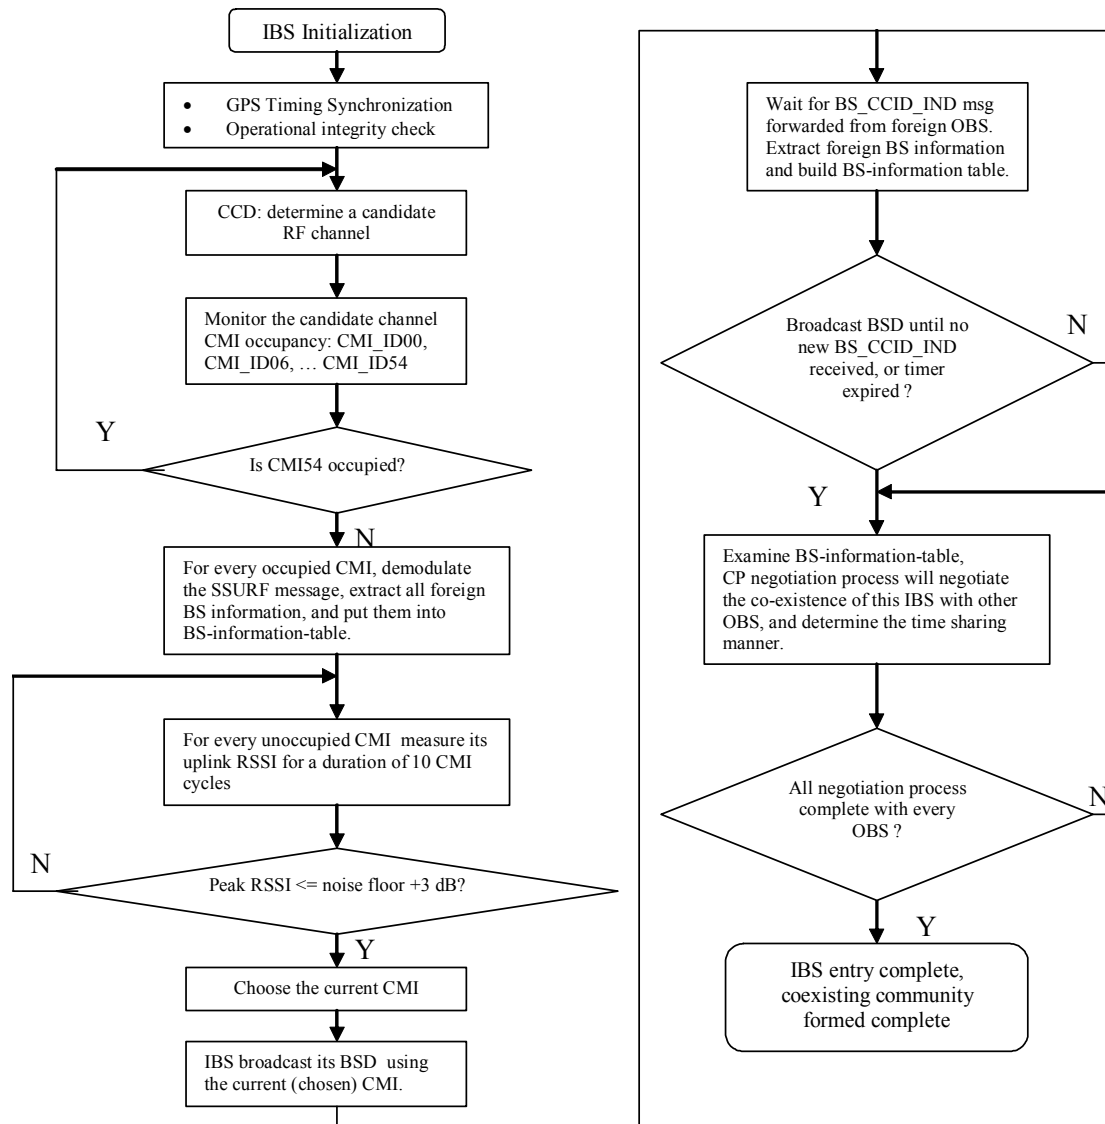 IBS Initialization
• GPS Timing Synchronization
• Operational integrity check
CCD: determine a candidate
RF channel
Monitor the candidate channel
CMI occupancy: CMI_ID00,
CMI_ID06, … CMI_ID54
Y
Is CMI54 occupied?
N
For every occupied CMI, demodulate
the SSURF message, extract all foreign
BS information, and put them into
BS-information-table.
For every unoccupied CMI measure its
uplink RSSI for a duration of 10 CMI
cycles
N
Peak RSSI <= noise floor +3 dB?
Y
Choose the current CMI
IBS broadcast its BSD using
the current (chosen) CMI.
Wait for BS_CCID_IND msg
forwarded from foreign OBS.
Extract foreign BS information
and build BS-information table.
N
Broadcast BSD until no
new BS_CCID_IND
received, or timer
expired ?
Y
Examine BS-information-table,
CP negotiation process will negotiate
the co-existence of this IBS with other
OBS, and determine the time sharing
manner.
All negotiation process
complete with every
OBS ?
N
Y
IBS entry complete,
coexisting community
formed complete